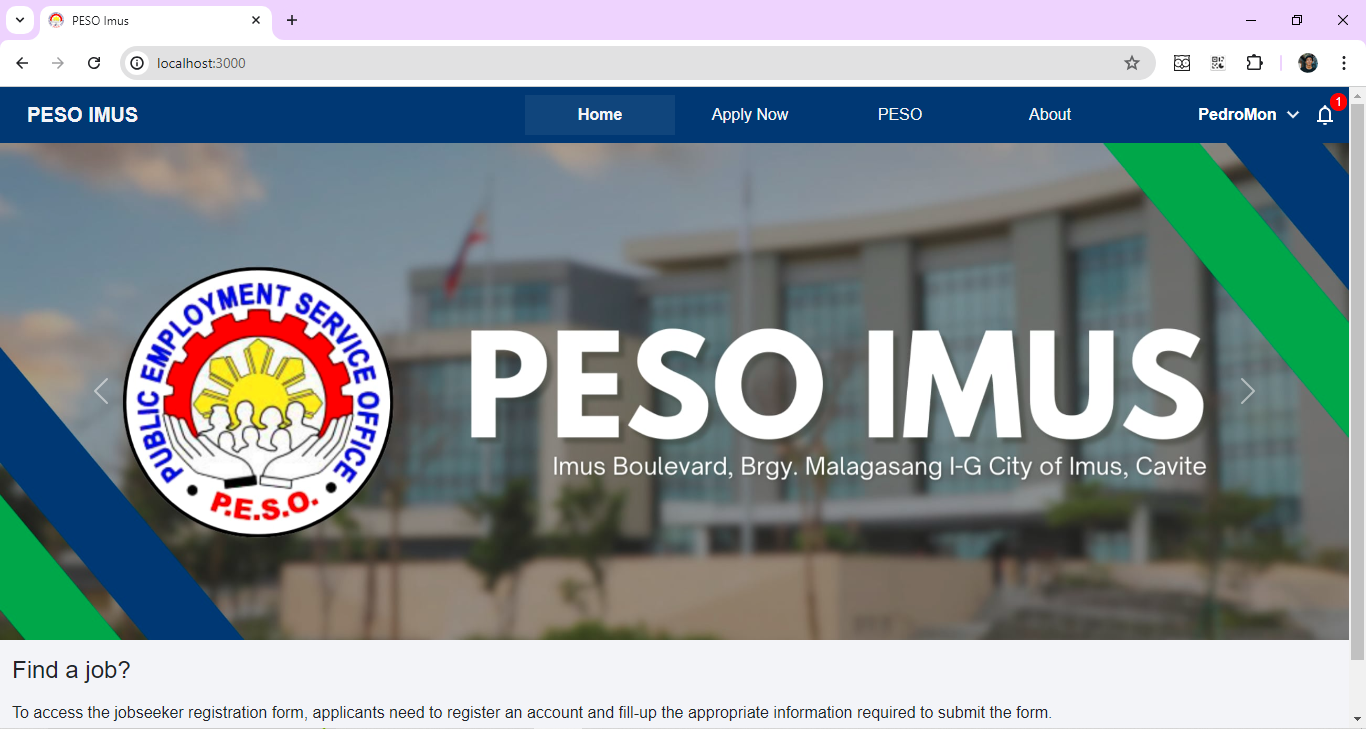 PESO Imus
localhost:3000
PESO IMUS
Home
Apply Now
PESO
About
PedroMon
1
PUBLIC EMPLOYMENT SERVICE OFFICE
P.E.S.O.
PESO IMUS
Imus Boulevard, Brgy. Malagasang I-G City of Imus, Cavite
Find a job?
To access the jobseeker registration form, applicants need to register an account and fill-up the appropriate information required to submit the form.